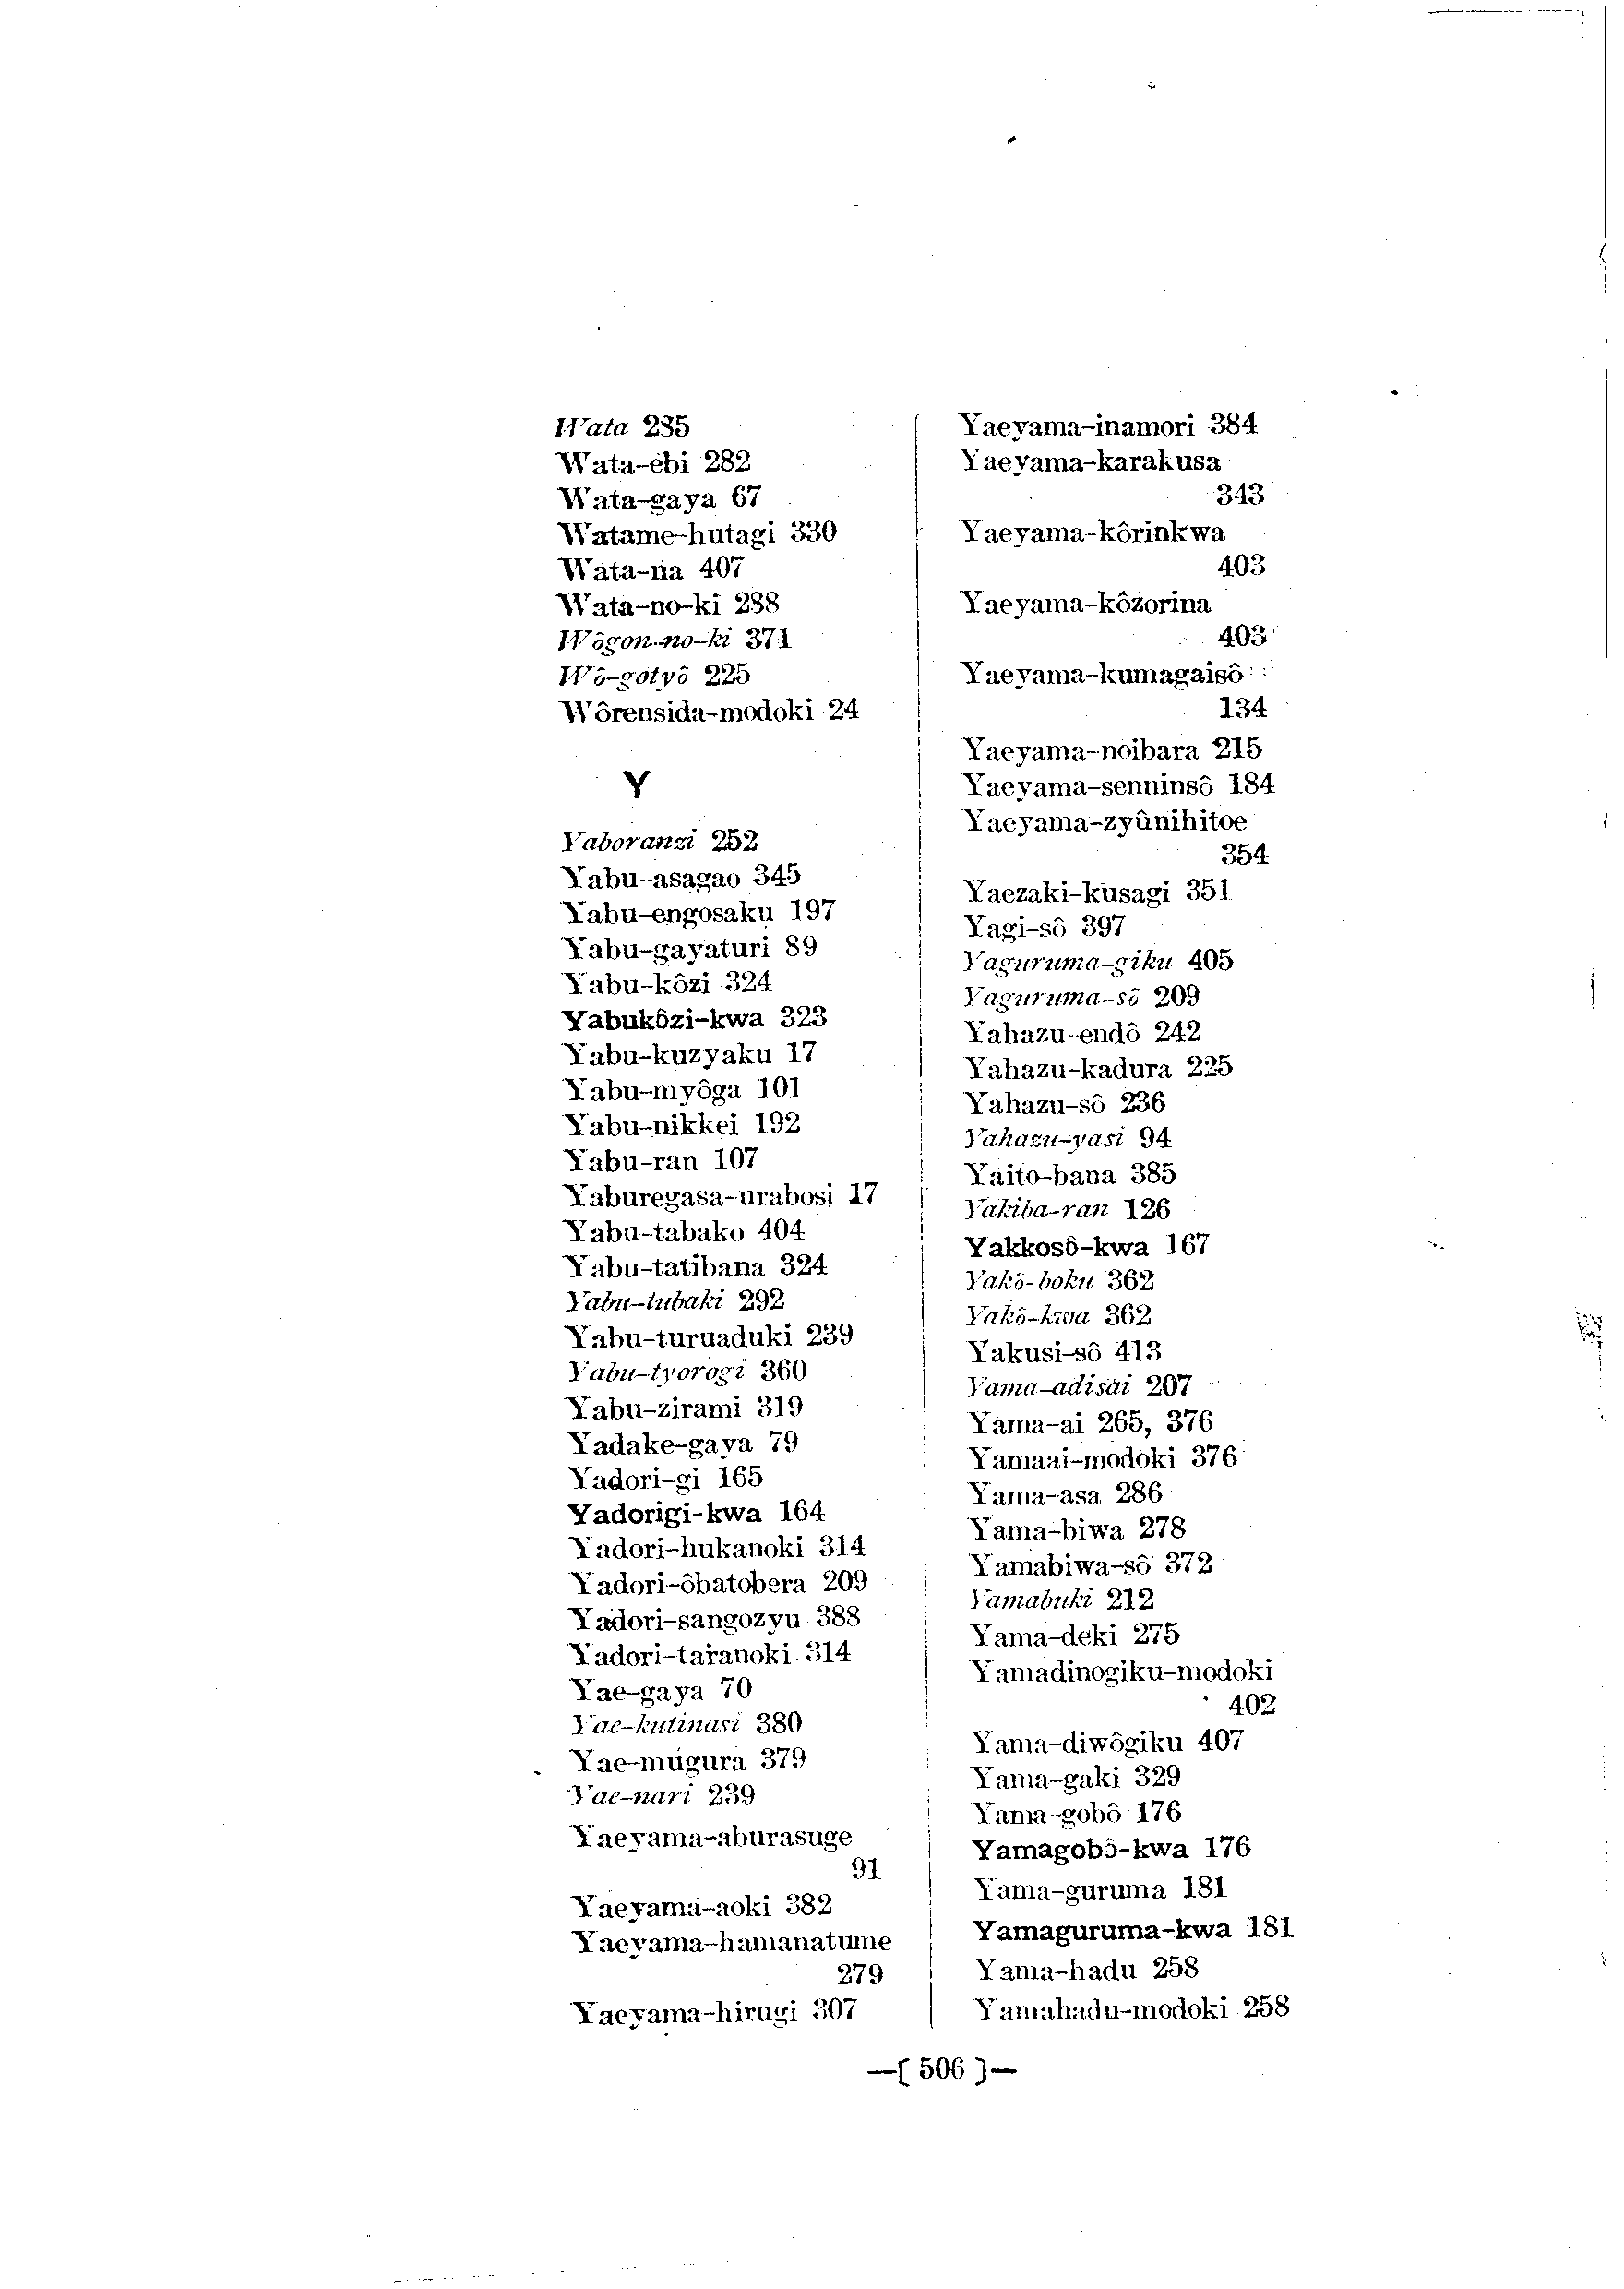 Wata 235
Wata-ebi 282
Wata-gaya 67
Watame-hutagi 330
Wata-na 407
Wata-no-ki 288
Wôgon-no-ki 371
Wô-gotyô 225
Wôrensida-modoki 24
Y
Yaboranzi 252
Yabu-asagao 345
Yabu-engosaku 197
Yabu-gayaturi 89
Yabu-kôzi 324
Yabukôzi-kwa 323
Yabu-kuzyaku 17
Yabu-myôga 101
Yabu-nikkei 192
Yabu-ran 107
Yaburegasa-urabosi 17
Yabu-tabako 404
Yabu-tatibana 324
Yabu-tubaki 292
Yabu-turuaduki 239
Yabu-tyorogi 360
Yabu-zirami 319
Yadake-gaya 79
Yadori-gi 165
Yadorigi-kwa 164
Yadori-hukanoki 314
Yadori-ôbatobera 209
Yadori-sangozyu 388
Yadori-taranoki 314
Yae-gaya 70
Yae-kutinasi 380
Yae-mugura 379
Yae-nari 239
Yaeyama-aburasuge
91
Yaeyama-aoki 382
Yaeyama-hamanatume
279
Yaeyama-hirugi 307
Yaeyama-inamori 384
Yaeyama-karakusa
343
Yaeyama-kôrinkwa
403
Yaeyama-kôzorina
403
Yaeyama-kumagaisô
134
Yaeyama-noibara 215
Yaeyama-senninsô 184
Yaeyama-zyûnihitoe
354
Yaezaki-kusagi 351
Yagi-sô 397
Yaguruma-giku 405
Yaguruma-sô 209
Yahazu-endô 242
Yahazu-kadura 225
Yahazu-sô 236
Yahazu-yasi 94
Yaito-bana 385
Yakiba-ran 126
Yakkosô-kwa 167
Yakô-boku 362
Yakô-kwa 362
Yakusi-sô 413
Yama-adisai 207
Yama-ai 265, 376
Yamaai-modoki 376
Yama-asa 286
Yama-biwa 278
Yamabiwa-sô 372
Yamabuki 212
Yama-deki 275
Yamadinogiku-modoki
402
Yama-diwôgiku 407
Yama-gaki 329
Yama-gobô 176
Yamagobô-kwa 176
Yama-guruma 181
Yamaguruma-kwa 181
Yama-hadu 258
Yamahadu-modoki 258
—[ 506 ]—